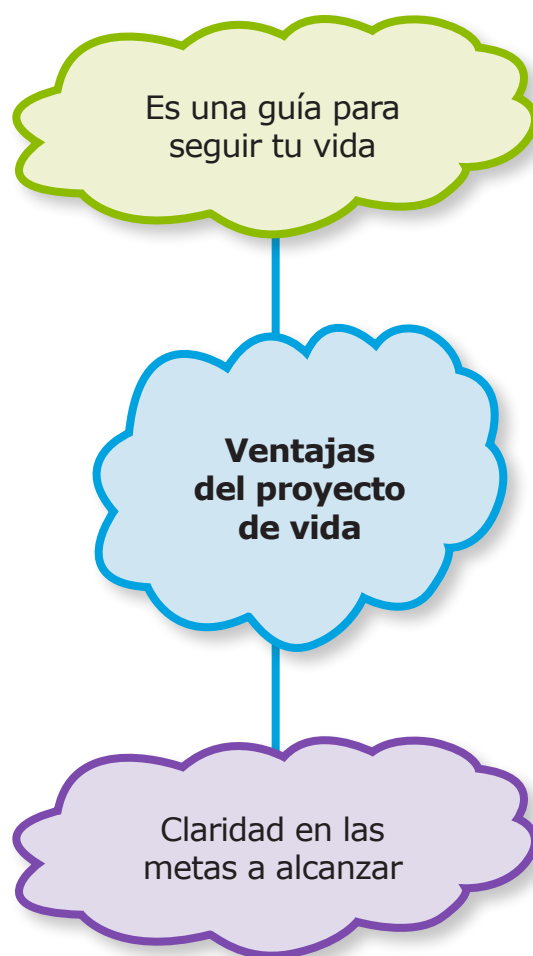 Es una guía para
seguir tu vida
Ventajas
del proyecto
de vida
Claridad en las
metas a alcanzar